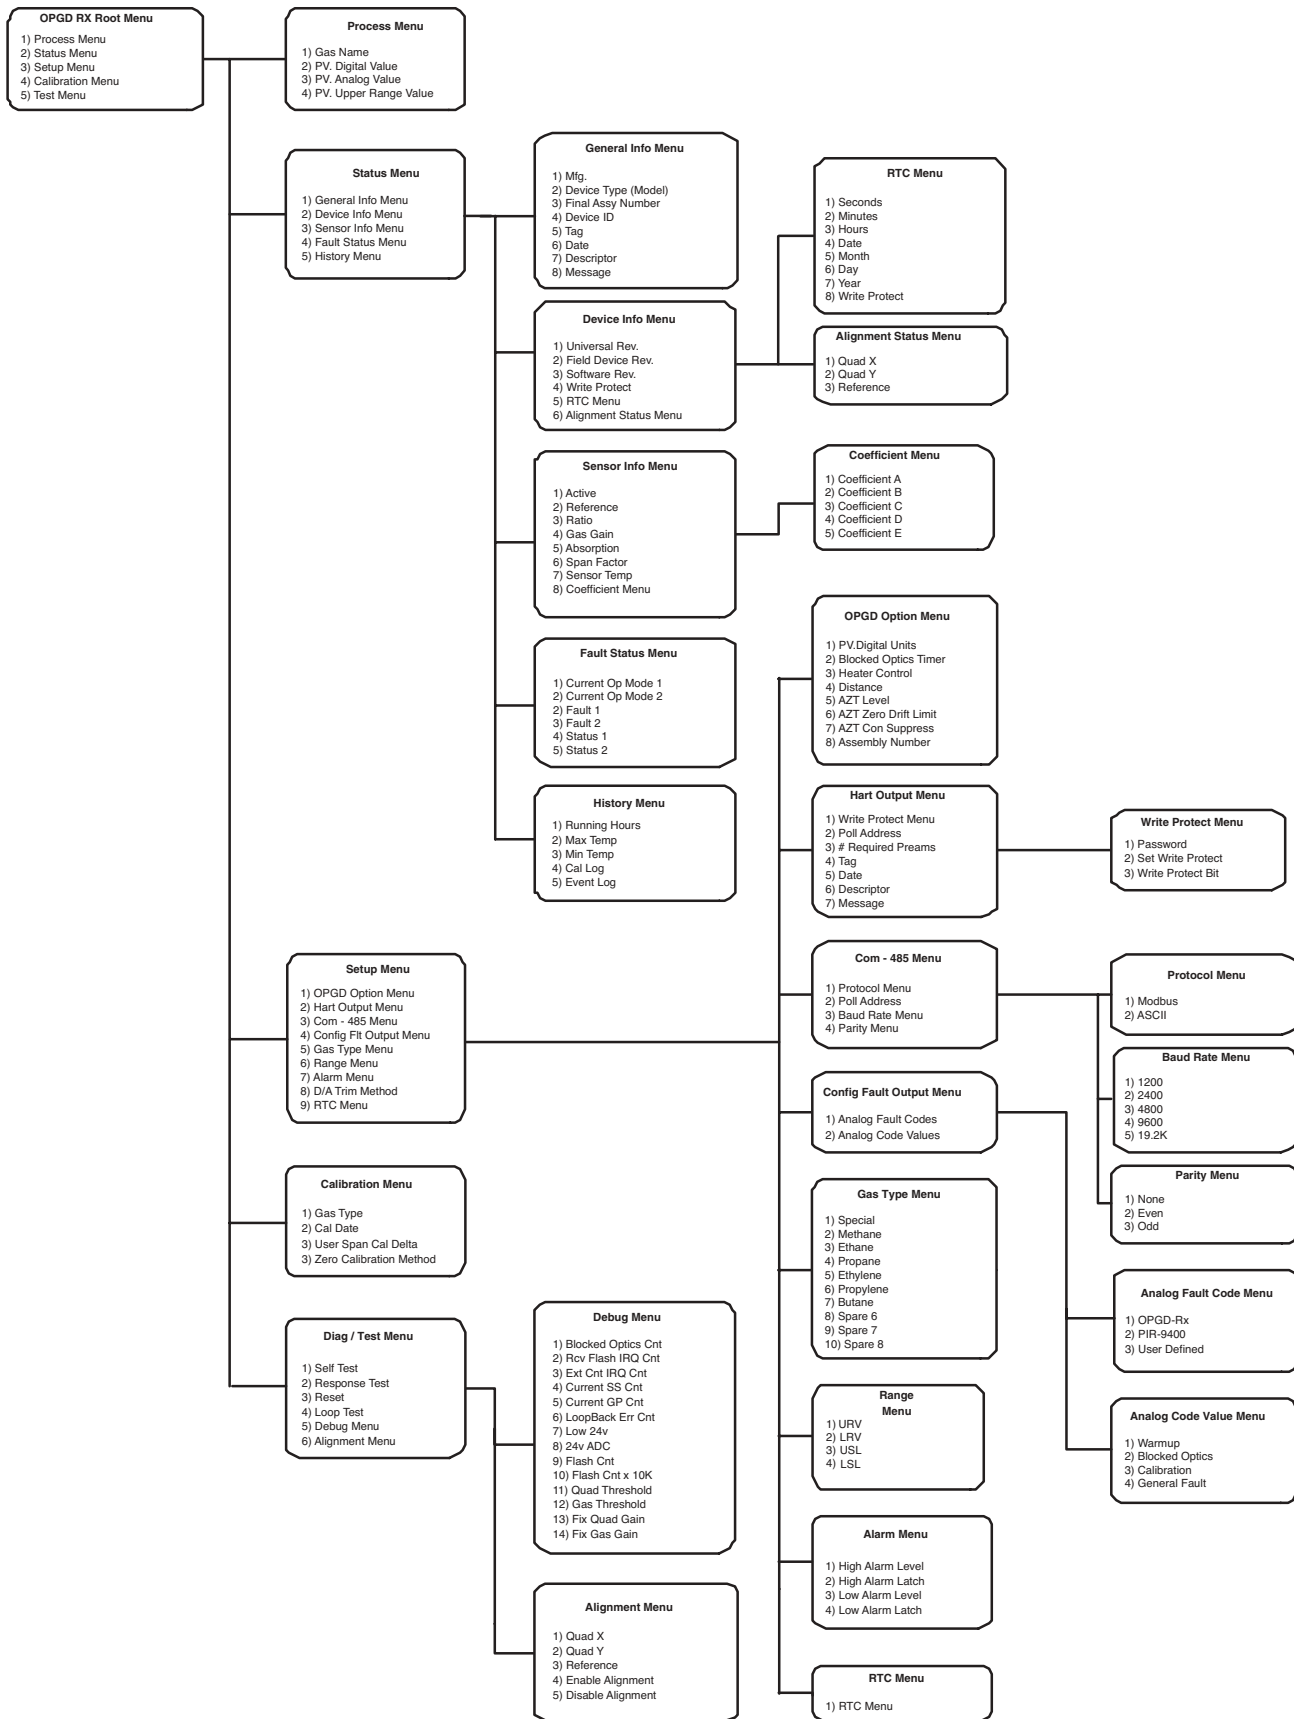 OPGD RX Root Menu
1) Process Menu
2) Status Menu
3) Setup Menu
4) Calibration Menu
5) Test Menu
Process Menu
1) Gas Name
2) PV. Digital Value
3) PV. Analog Value
4) PV. Upper Range Value
Status Menu
1) General Info Menu
2) Device Info Menu
3) Sensor Info Menu
4) Fault Status Menu
5) History Menu
General Info Menu
1) Mfg.
2) Device Type (Model)
3) Final Assy Number
4) Device ID
5) Tag
6) Date
7) Descriptor
8) Message
RTC Menu
1) Seconds
2) Minutes
3) Hours
4) Date
5) Month
6) Day
7) Year
8) Write Protect
Device Info Menu
1) Universal Rev.
2) Field Device Rev.
3) Software Rev.
4) Write Protect
5) RTC Menu
6) Alignment Status Menu
Alignment Status Menu
1) Quad X
2) Quad Y
3) Reference
Sensor Info Menu
1) Active
2) Reference
3) Ratio
4) Gas Gain
5) Absorption
6) Span Factor
7) Sensor Temp
8) Coefficient Menu
Coefficient Menu
1) Coefficient A
2) Coefficient B
3) Coefficient C
4) Coefficient D
5) Coefficient E
Fault Status Menu
1) Current Op Mode 1
2) Current Op Mode 2
2) Fault 1
3) Fault 2
4) Status 1
5) Status 2
History Menu
1) Running Hours
2) Max Temp
3) Min Temp
4) Cal Log
5) Event Log
OPGD Option Menu
1) PV.Digital Units
2) Blocked Optics Timer
3) Heater Control
4) Distance
5) AZT Level
6) AZT Zero Drift Limit
7) AZT Con Suppress
8) Assembly Number
Hart Output Menu
1) Write Protect Menu
2) Poll Address
3) # Required Preams
4) Tag
5) Date
6) Descriptor
7) Message
Write Protect Menu
1) Password
2) Set Write Protect
3) Write Protect Bit
Setup Menu
1) OPGD Option Menu
2) Hart Output Menu
3) Com - 485 Menu
4) Config Flt Output Menu
5) Gas Type Menu
6) Range Menu
7) Alarm Menu
8) D/A Trim Method
9) RTC Menu
Com - 485 Menu
1) Protocol Menu
2) Poll Address
3) Baud Rate Menu
4) Parity Menu
Protocol Menu
1) Modbus
2) ASCII
Baud Rate Menu
1) 1200
2) 2400
3) 4800
4) 9600
5) 19.2K
Config Fault Output Menu
1) Analog Fault Codes
2) Analog Code Values
Parity Menu
1) None
2) Even
3) Odd
Calibration Menu
1) Gas Type
2) Cal Date
3) User Span Cal Delta
3) Zero Calibration Method
Gas Type Menu
1) Special
2) Methane
3) Ethane
4) Propane
5) Ethylene
6) Propylene
7) Butane
8) Spare 6
9) Spare 7
10) Spare 8
Analog Fault Code Menu
1) OPGD-Rx
2) PIR-9400
3) User Defined
Diag / Test Menu
1) Self Test
2) Response Test
3) Reset
4) Loop Test
5) Debug Menu
6) Alignment Menu
Debug Menu
1) Blocked Optics Cnt
2) Rcv Flash IRQ Cnt
3) Ext Cnt IRQ Cnt
4) Current SS Cnt
5) Current GP Cnt
6) LoopBack Err Cnt
7) Low 24v
8) 24v ADC
9) Flash Cnt
10) Flash Cnt x 10K
11) Quad Threshold
12) Gas Threshold
13) Fix Quad Gain
14) Fix Gas Gain
Range
Menu
1) URV
2) LRV
3) USL
4) LSL
Analog Code Value Menu
1) Warmup
2) Blocked Optics
3) Calibration
4) General Fault
Alarm Menu
1) High Alarm Level
2) High Alarm Latch
3) Low Alarm Level
4) Low Alarm Latch
Alignment Menu
1) Quad X
2) Quad Y
3) Reference
4) Enable Alignment
5) Disable Alignment
RTC Menu
1) RTC Menu